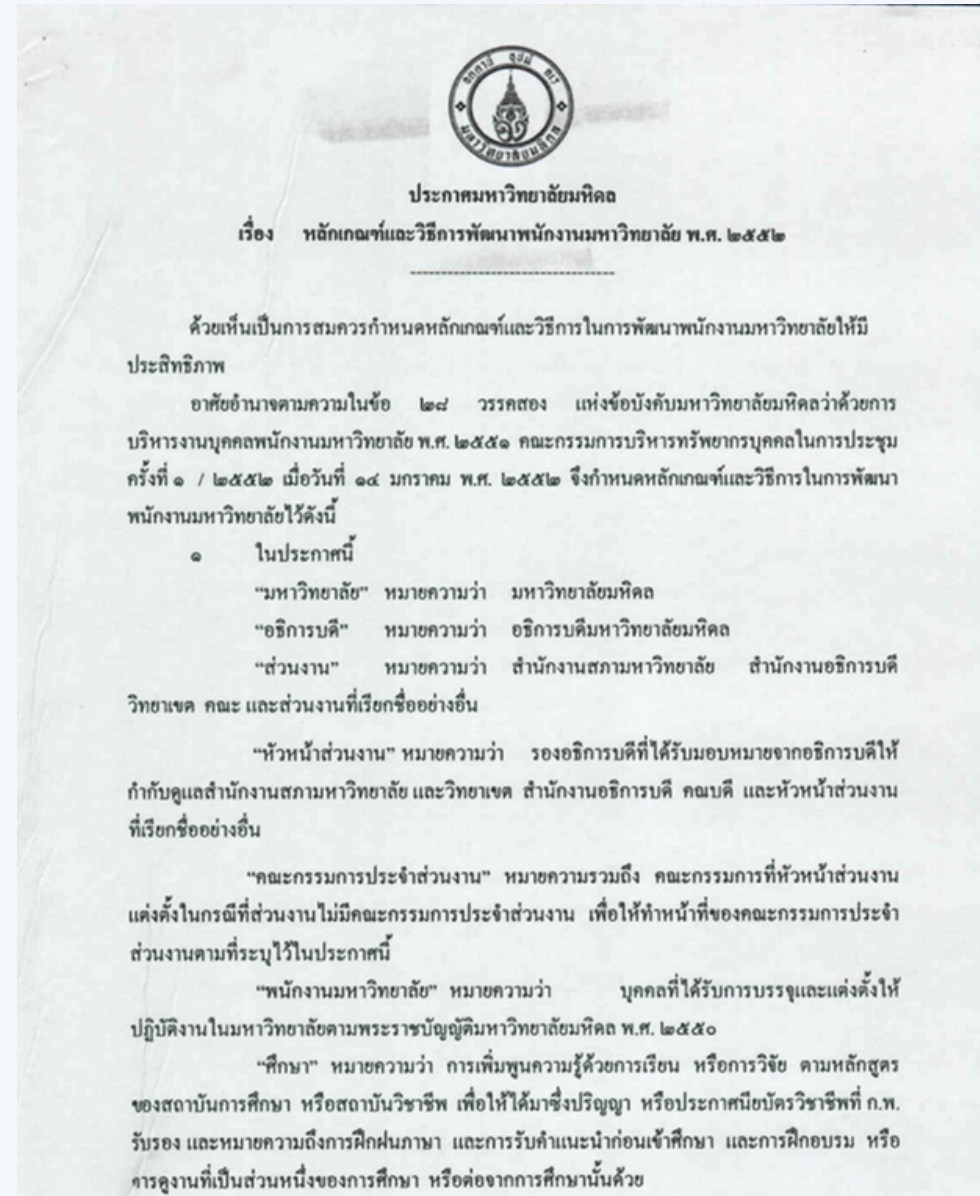 อตฺตานํ อุปมํ กเร
มหาวิทยาลัยมหิดล
ประกาศมหาวิทยาลัยมหิดล
เรื่อง หลักเกณฑ์และวิธีการพัฒนาพนักงานมหาวิทยาลัย พ.ศ. ๒๕๕๒
ด้วยเห็นเป็นการสมควรกำหนดหลักเกณฑ์และวิธีการในการพัฒนาพนักงานมหาวิทยาลัยให้มี
ประสิทธิภาพ
อาศัยอำนาจตามความในข้อ ๒๘ วรรคสอง แห่งข้อบังคับมหาวิทยาลัยมหิดลว่าด้วยการ
บริหารงานบุคคลพนักงานมหาวิทยาลัย พ.ศ. ๒๕๕๑ คณะกรรมการบริหารทรัพยากรบุคคลในการประชุม
ครั้งที่ ๑ / ๒๕๕๒ เมื่อวันที่ ๑๔ มกราคม พ.ศ. ๒๕๕๒ จึงกำหนดหลักเกณฑ์และวิธีการในการพัฒนา
พนักงานมหาวิทยาลัยไว้ดังนี้
๑ ในประกาศนี้
“มหาวิทยาลัย” หมายความว่า มหาวิทยาลัยมหิดล
“อธิการบดี” หมายความว่า อธิการบดีมหาวิทยาลัยมหิดล
“ส่วนงาน” หมายความว่า สำนักงานสภามหาวิทยาลัย สำนักงานอธิการบดี
วิทยาเขต คณะ และส่วนงานที่เรียกชื่ออย่างอื่น
“หัวหน้าส่วนงาน” หมายความว่า รองอธิการบดีที่ได้รับมอบหมายจากอธิการบดีให้
กำกับดูแลสำนักงานสภามหาวิทยาลัย และวิทยาเขต สำนักงานอธิการบดี คณบดี และหัวหน้าส่วนงาน
ที่เรียกชื่ออย่างอื่น
“คณะกรรมการประจำส่วนงาน” หมายความรวมถึง คณะกรรมการที่หัวหน้าส่วนงาน
แต่งตั้งในกรณีที่ส่วนงานไม่มีคณะกรรมการประจำส่วนงาน เพื่อให้ทำหน้าที่ของคณะกรรมการประจำ
ส่วนงานตามที่ระบุไว้ในประกาศนี้
“พนักงานมหาวิทยาลัย” หมายความว่า บุคคลที่ได้รับการบรรจุและแต่งตั้งให้
ปฏิบัติงานในมหาวิทยาลัยตามพระราชบัญญัติมหาวิทยาลัยมหิดล พ.ศ. ๒๕๕๐
“ศึกษา” หมายความว่า การเพิ่มพูนความรู้ด้วยการเรียน หรือการวิจัย ตามหลักสูตร
ของสถาบันการศึกษา หรือสถาบันวิชาชีพ เพื่อให้ได้มาซึ่งปริญญา หรือประกาศนียบัตรวิชาชีพที่ ก.พ.
รับรอง และหมายความถึงการฝึกฝนภาษา และการรับคำแนะนำก่อนเข้าศึกษา และการฝึกอบรม หรือ
การดูงานที่เป็นส่วนหนึ่งของการศึกษา หรือต่อจากการศึกษานั้นด้วย